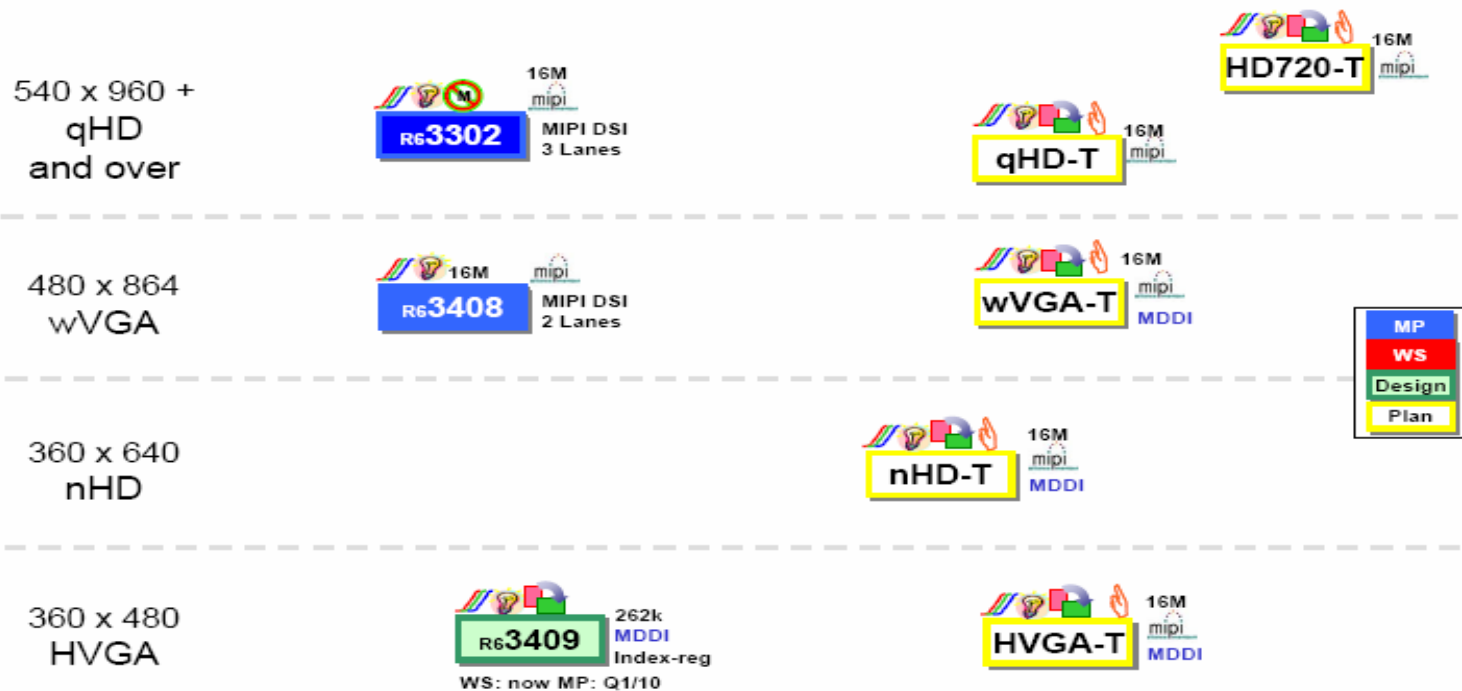 16M
HD720-T
mipi
540 x 960 +
qHD
and over
M
16M
mipi
R63302
MIPI DSI
3 Lanes
16M
qHD-T
mipi
480 x 864
wVGA
16M
mipi
R63408
MIPI DSI
2 Lanes
16M
wVGA-T
mipi
MDDI
MP
WS
Design
Plan
360 x 640
nHD
16M
nHD-T
mipi
MDDI
360 x 480
HVGA
R63409
262k
MDDI
Index-reg
WS: now MP: Q1/10
16M
HVGA-T
mipi
MDDI